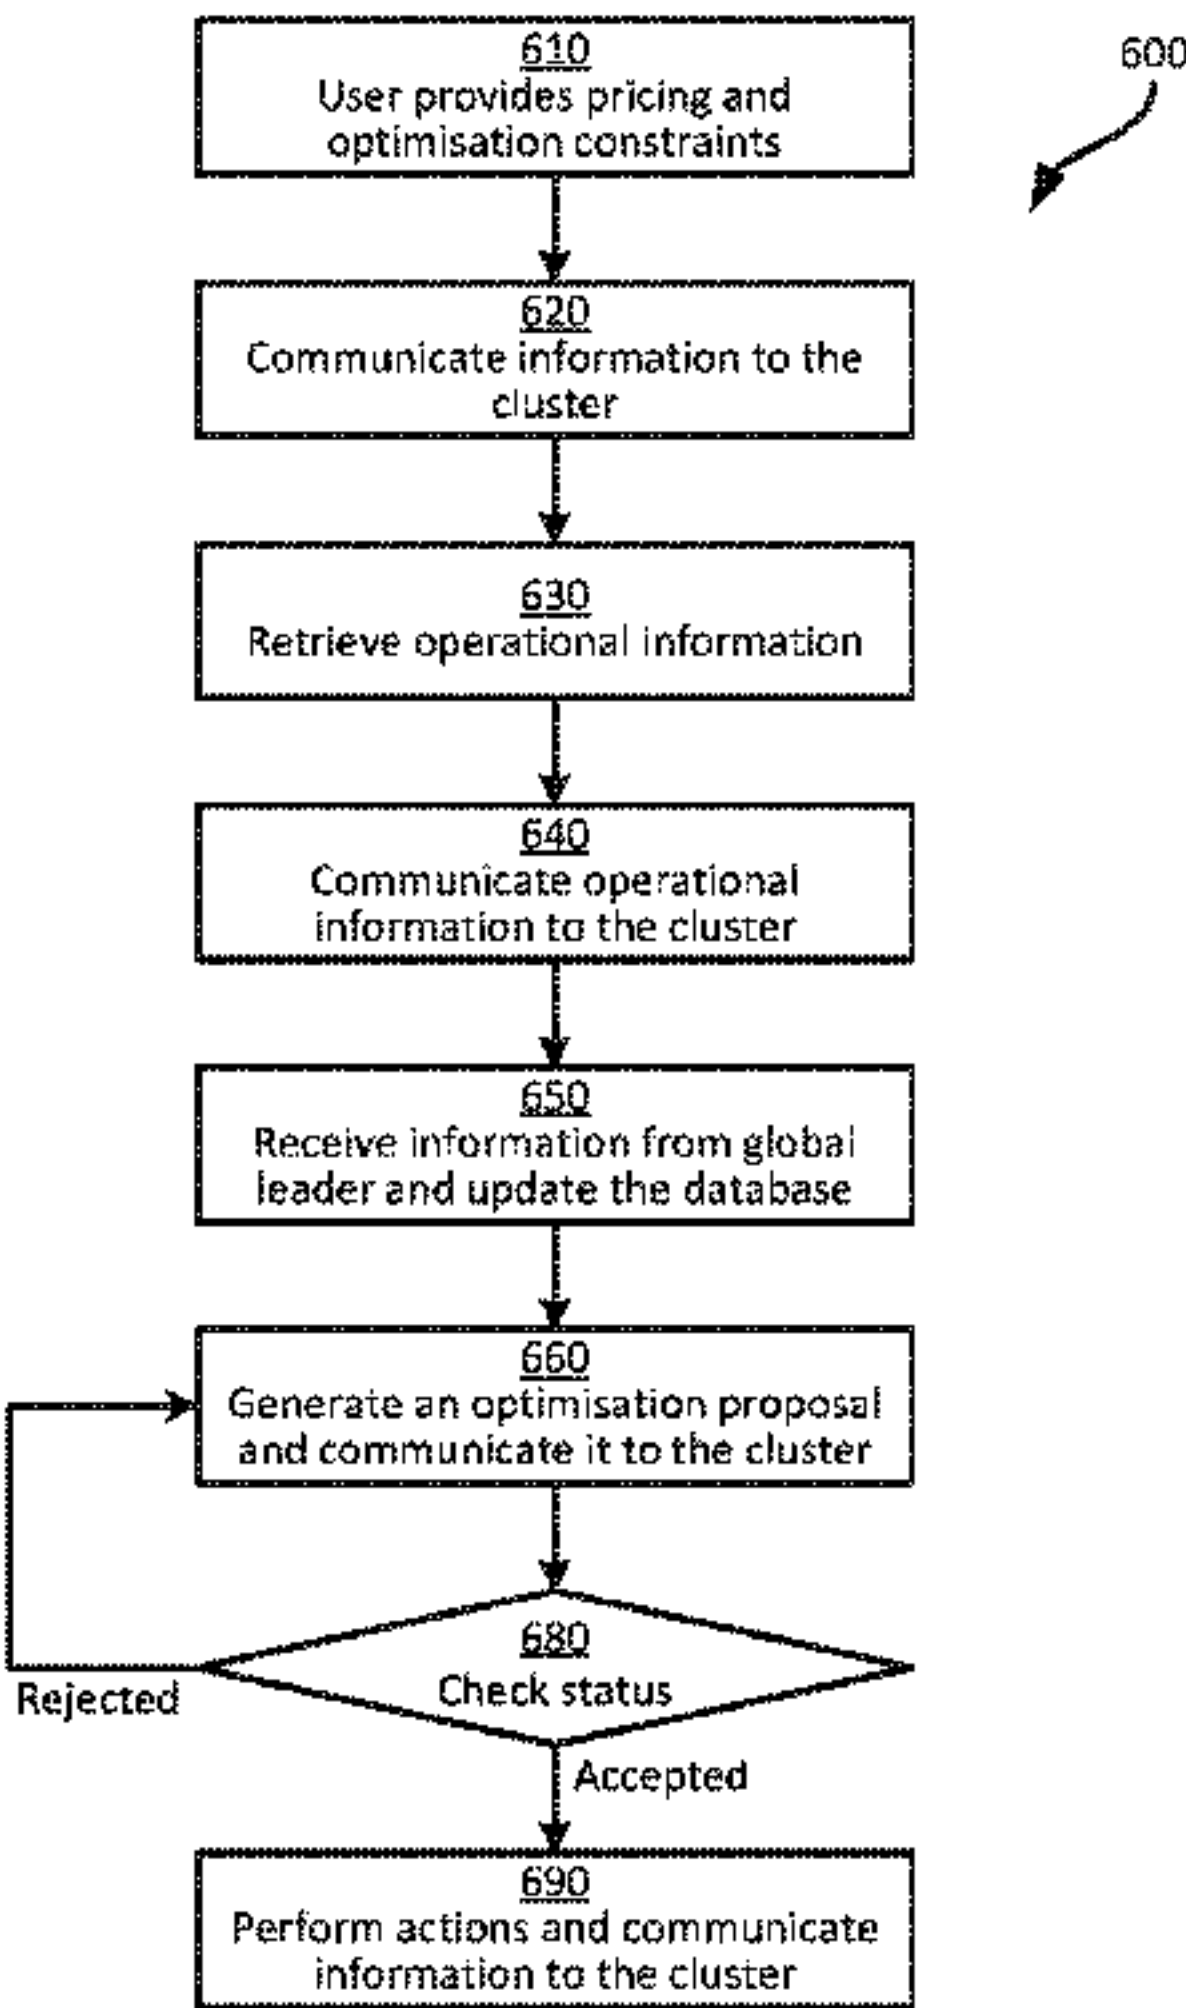 600
610
User provides pricing and
optimisation constraints
620
Communicate information to the
cluster
630
Retrieve operational information
640
Communicate operational
information to the cluster
650
Receive information from global
leader and update the database
660
Generate an optimisation proposal
and communicate it to the cluster
680
Check status
Rejected
Accepted
690
Perform actions and communicate
information to the cluster